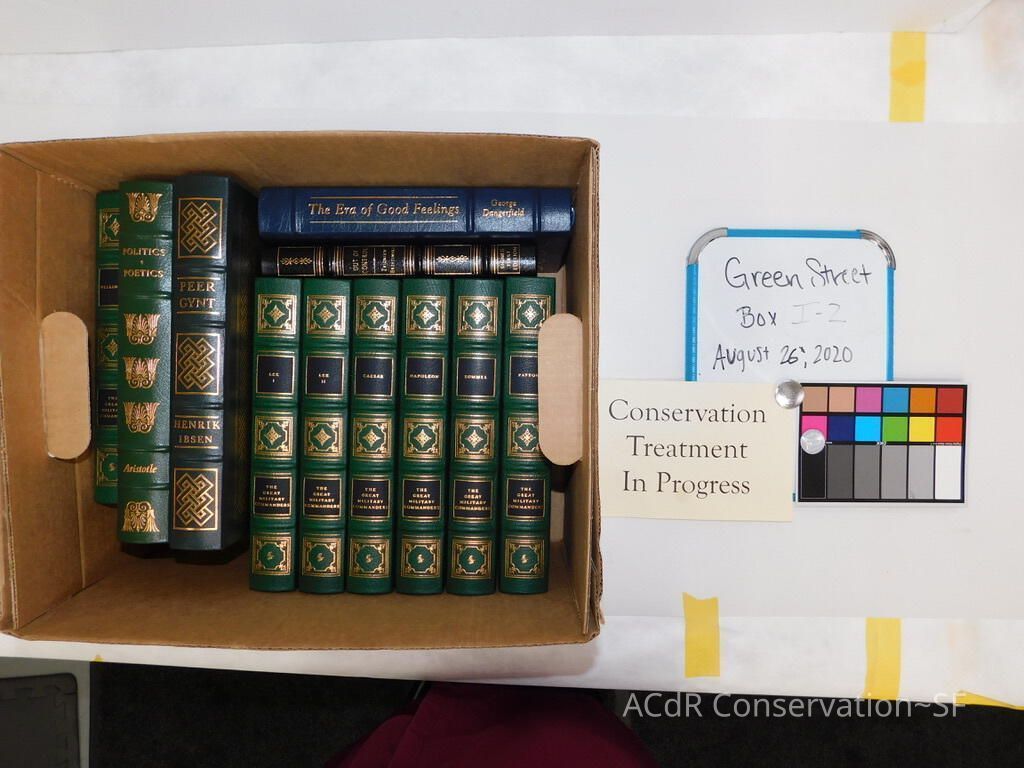 POLITICS
POETICS
Aristotle
PEER
GYNT
HENRIK
IBSEN
The Era of Good Feelings
George
Dangerfield
OUT OF
LEE
I
THE
GREAT
MILITARY
COMMANDERS
LEE
II
THE
GREAT
MILITARY
COMMANDERS
CAESAR
THE
GREAT
MILITARY
COMMANDERS
NAPOLEON
THE
GREAT
MILITARY
COMMANDERS
ROMMEL
THE
GREAT
MILITARY
COMMANDERS
PATTON
THE
GREAT
MILITARY
COMMANDERS
Green Street
Box I-2
August 26, 2020
Conservation
Treatment
In Progress
ACdR Conservation~SF